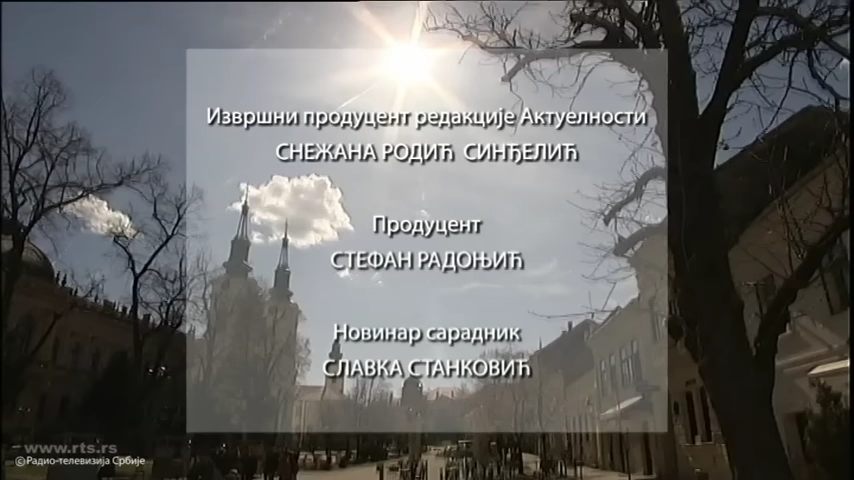 Извршни продуцент редакције Актуелности
СНЕЖАНА РОДИЋ СИНЂЕЛИЋ
Продуцент
СТЕФАН РАДОЊИЋ
Новинар сарадник
СЛАВКА СТАНКОВИЋ
www.rts.rs
©Радио-телевизија Србије